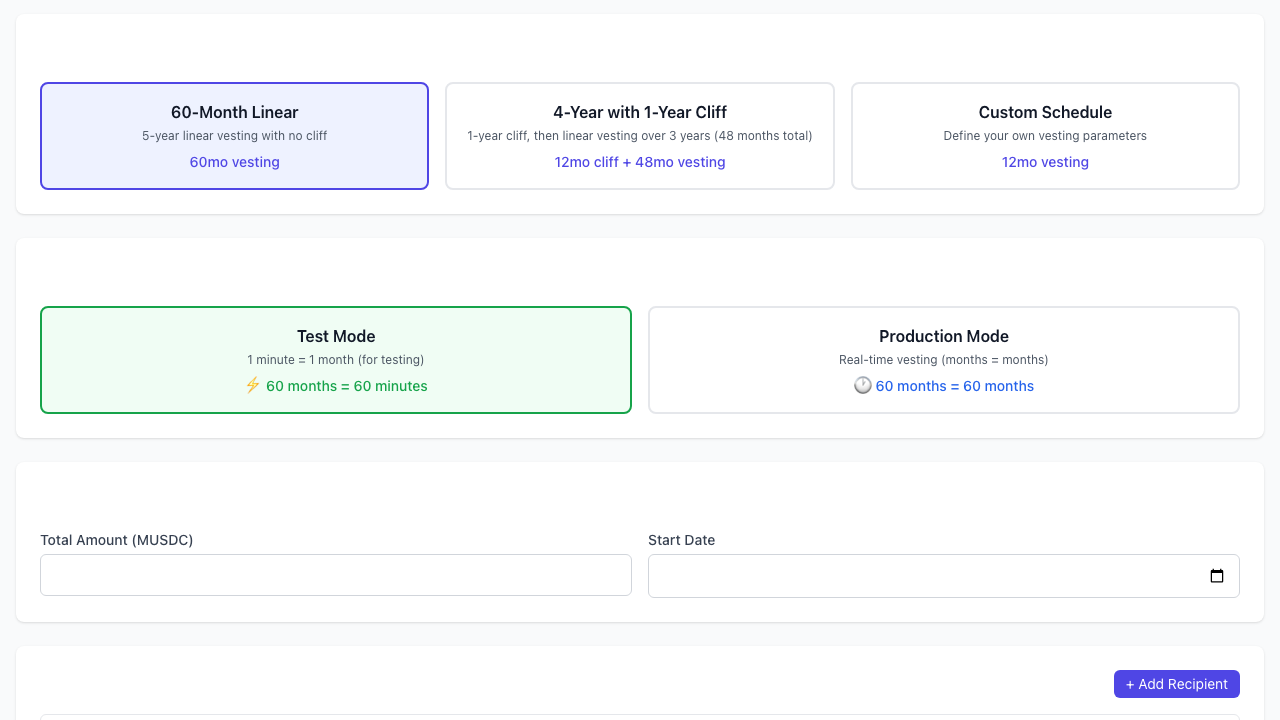 60-Month Linear
5-year linear vesting with no cliff
60mo vesting
4-Year with 1-Year Cliff
1-year cliff, then linear vesting over 3 years (48 months total)
12mo cliff + 48mo vesting
Custom Schedule
Define your own vesting parameters
12mo vesting
Test Mode
1 minute = 1 month (for testing)
⚡ 60 months = 60 minutes
Production Mode
Real-time vesting (months = months)
🕐 60 months = 60 months
Total Amount (MUSDC)
Start Date
+ Add Recipient